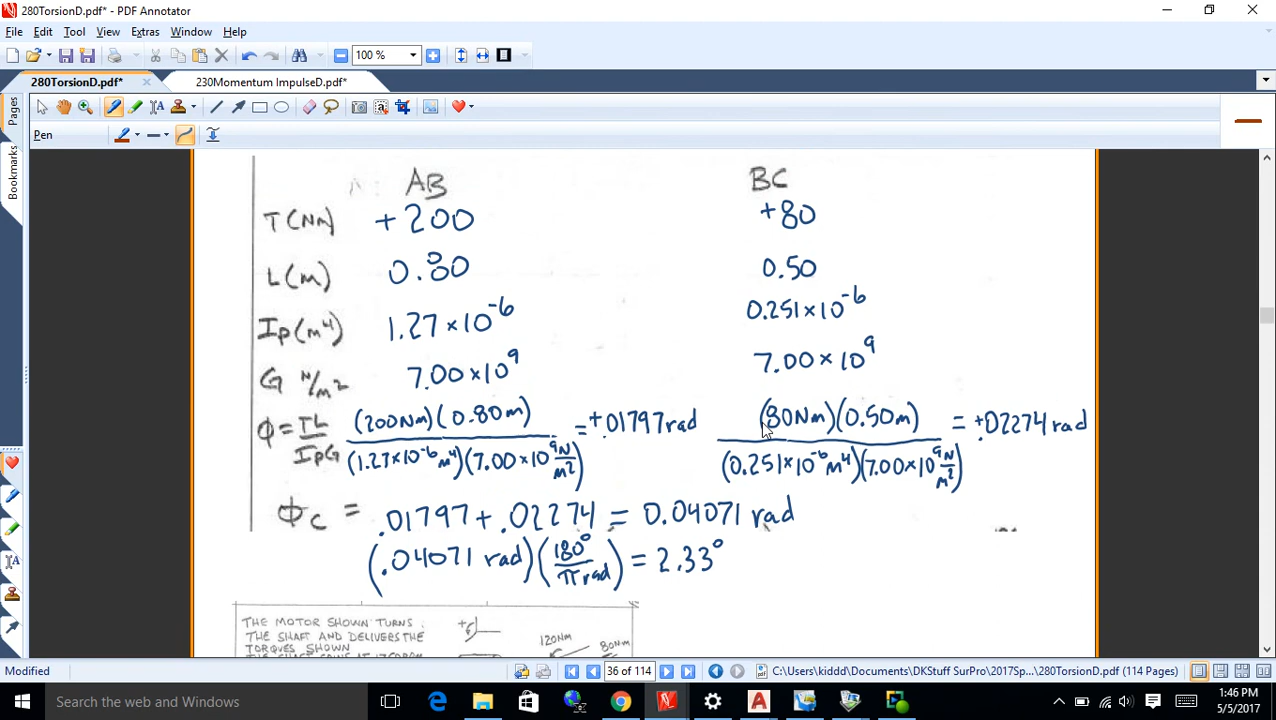 280TorsionD.pdf* - PDF Annotator
File Edit Tool View Extras Window Help
100 %
280TorsionD.pdf* 230Momentum ImpulseD.pdf*
Pen
Pages
Bookmarks
AB BC
T(Nm) +200 +80
L(m) 0.80 0.50
Ip(m⁴) 1.27×10⁻⁶ 0.251×10⁻⁶
G N/m² 7.00×10⁹ 7.00×10⁹
ϕ = TL/IpG (200Nm)(0.80m)/(1.27×10⁻⁶m⁴)(7.00×10⁹ N/m²) = +.01797 rad (80Nm)(0.50m)/(0.251×10⁻⁶m⁴)(7.00×10⁹ N/m²) = +.02274 rad
ϕc = .01797 + .02274 = 0.04071 rad
(.04071 rad)(180°/π rad) = 2.33°
THE MOTOR SHOWN TURNS
THE SHAFT AND DELIVERS THE
TORQUES SHOWN
120NM
80NM
Modified 36 of 114 C:\Users\kiddd\Documents\DKStuff SurPro\2017Sp...\280TorsionD.pdf (114 Pages)
Search the Web and Windows
1:46 PM
5/5/2017